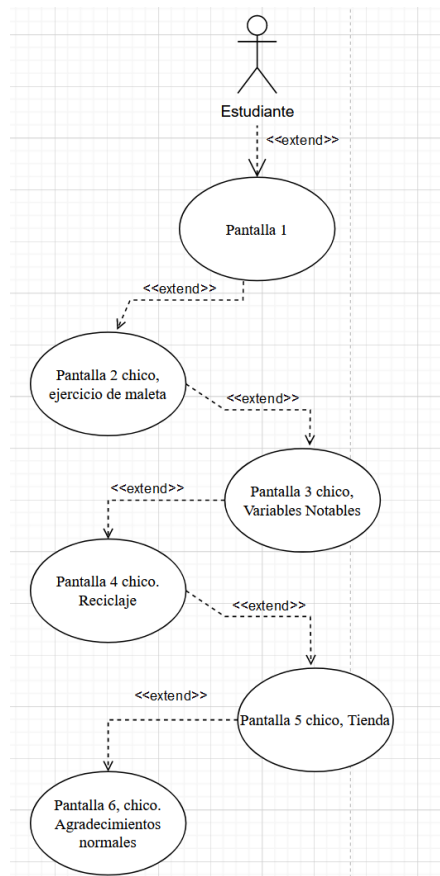 Estudiante
<<extend>>
Pantalla 1
<<extend>>
Pantalla 2 chico,
ejercicio de maleta
<<extend>>
Pantalla 3 chico,
Variables Notables
<<extend>>
Pantalla 4 chico.
Reciclaje
<<extend>>
Pantalla 5 chico, Tienda
<<extend>>
Pantalla 6, chico.
Agradecimientos
normales